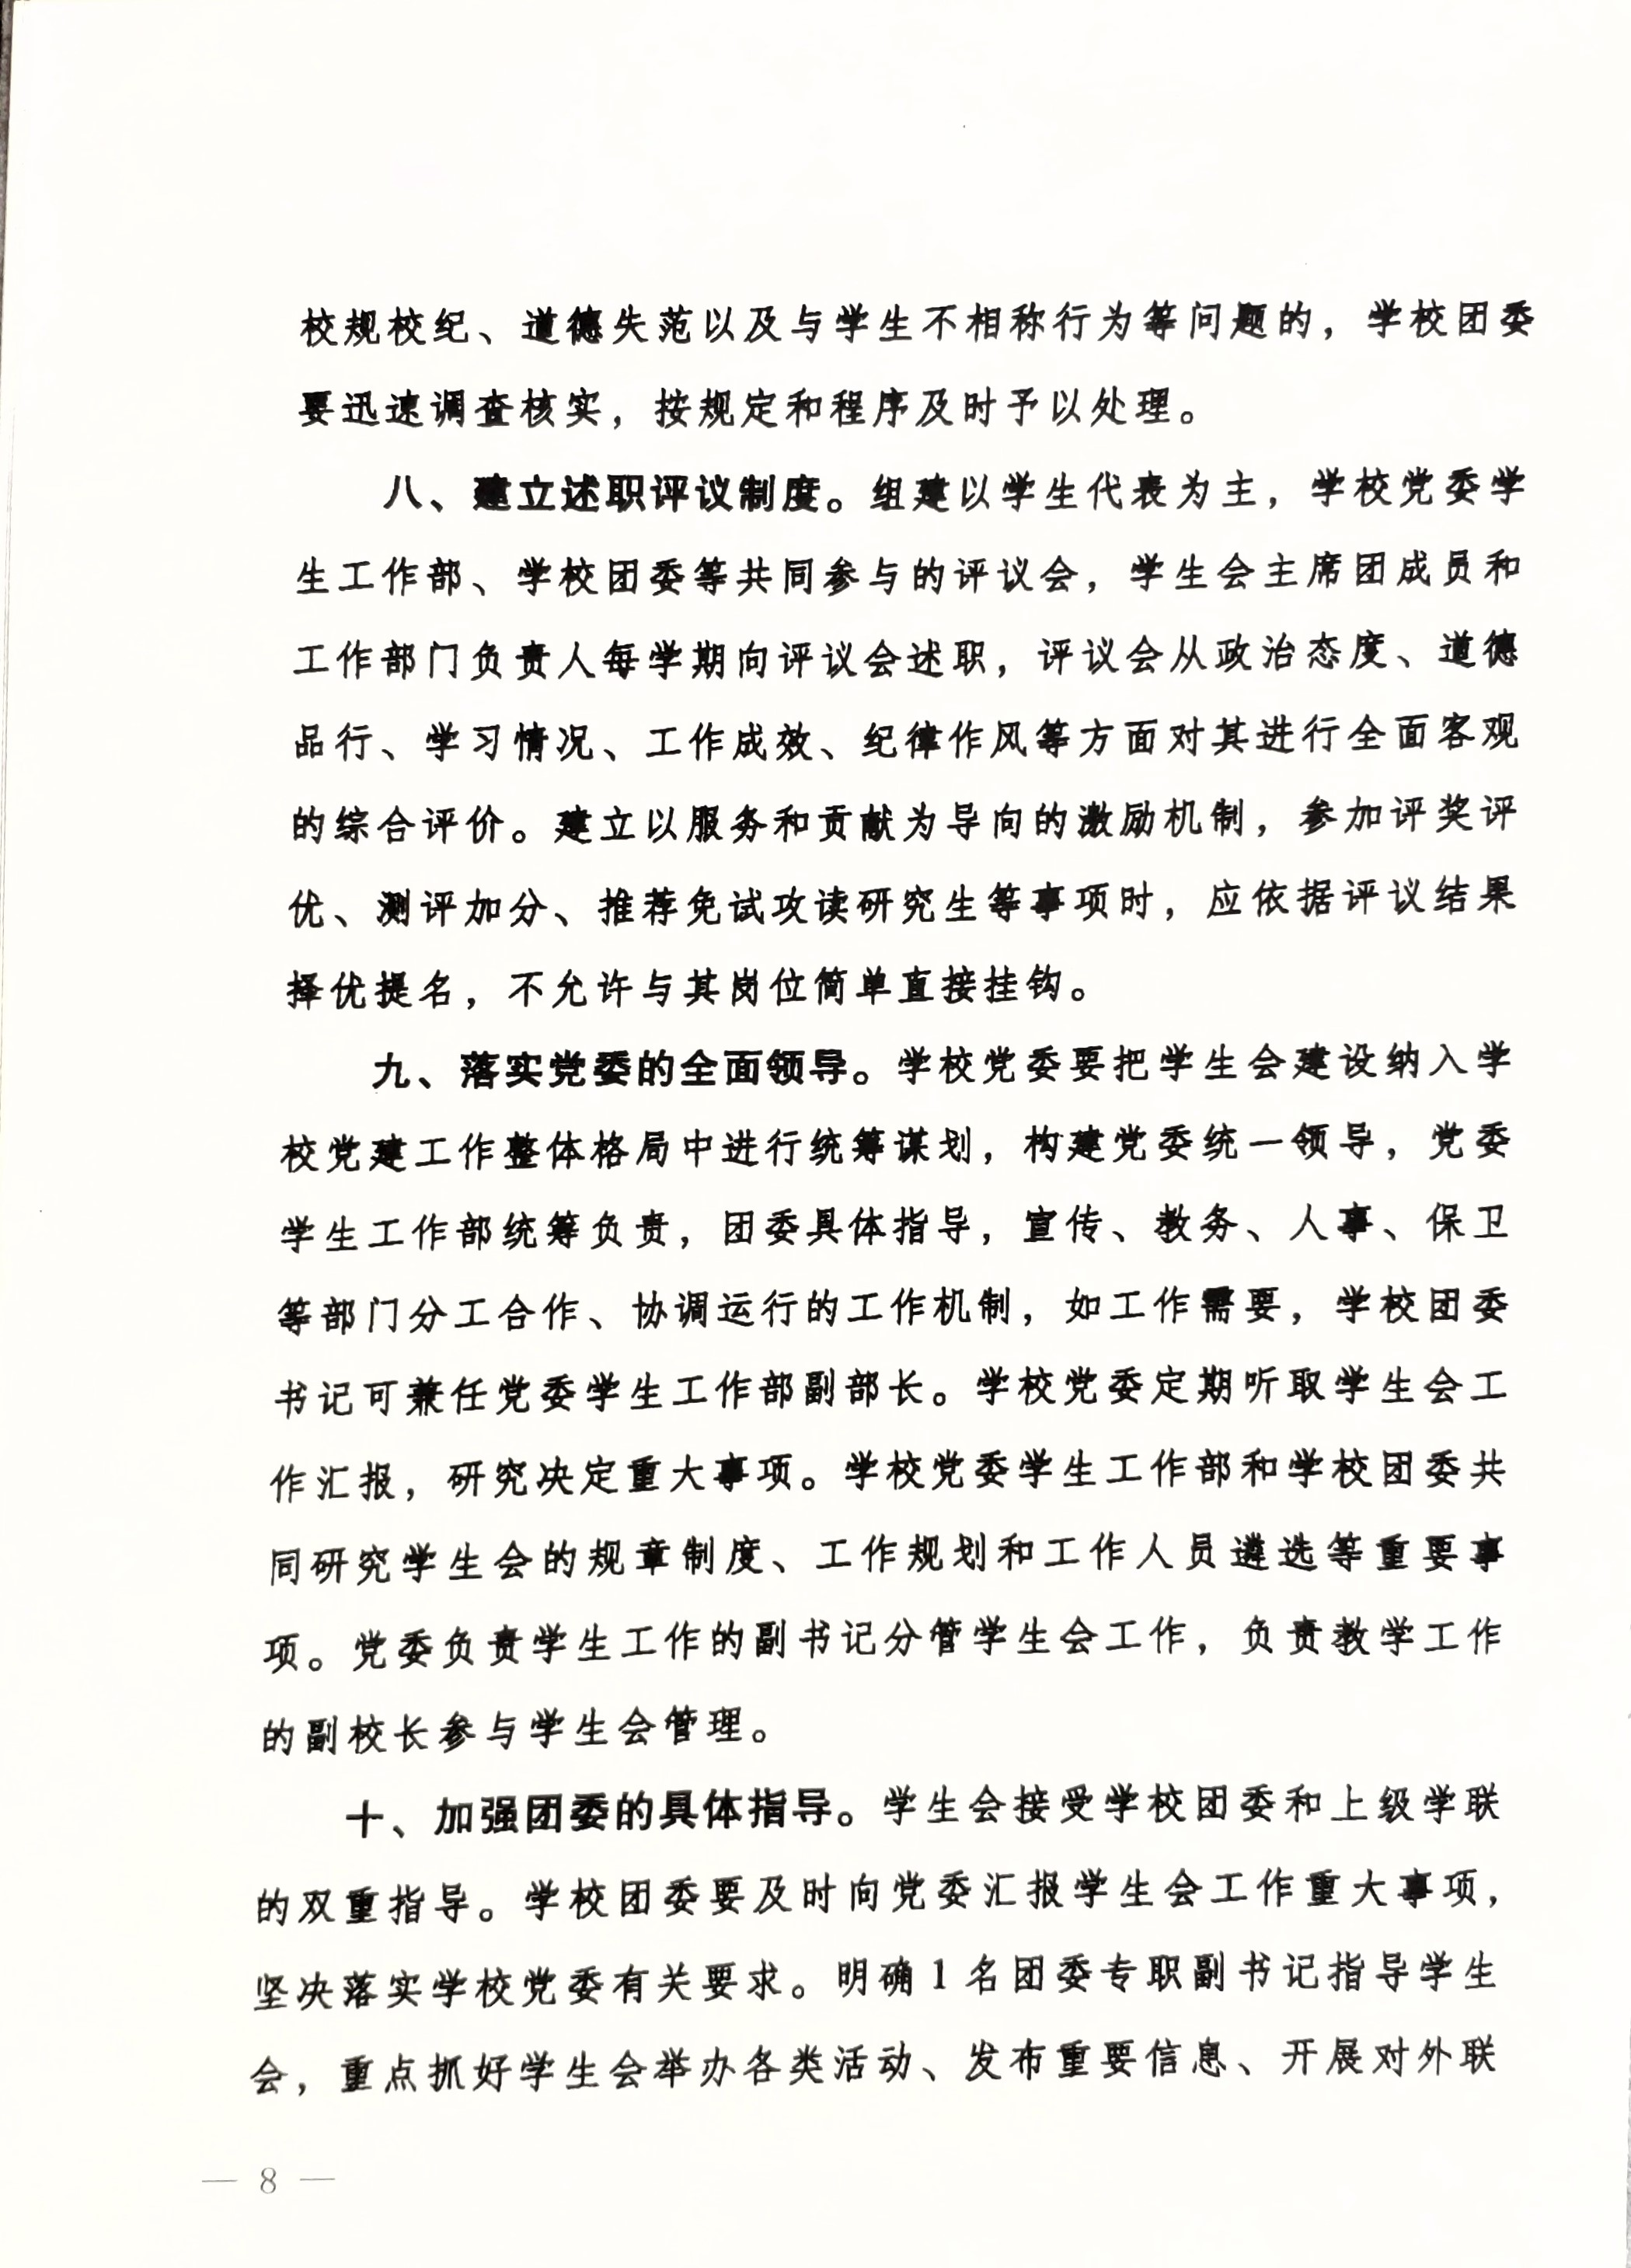 校规校纪、道德失范以及与学生不相称行为等问题的，学校团委
要迅速调查核实，按规定和程序及时予以处理。
八、建立述职评议制度。组建以学生代表为主，学校党委学
生工作部、学校团委等共同参与的评议会，学生会主席团成员和
工作部门负责人每学期向评议会述职，评议会从政治态度、道德
品行、学习情况、工作成效、纪律作风等方面对其进行全面客观
的综合评价。建立以服务和贡献为导向的激励机制，参加评奖评
优、测评加分、推荐免试攻读研究生等事项时，应依据评议结果
择优提名，不允许与其岗位简单直接挂钩。
九、落实党委的全面领导。学校党委要把学生会建设纳入学
校党建工作整体格局中进行统筹谋划，构建党委统一领导，党委
学生工作部统筹负责，团委具体指导，宣传、教务、人事、保卫
等部门分工合作、协调运行的工作机制，如工作需要，学校团委
书记可兼任党委学生工作部副部长。学校党委定期听取学生会工
作汇报，研究决定重大事项。学校党委学生工作部和学校团委共
同研究学生会的规章制度、工作规划和工作人员遴选等重要事
项。党委负责学生工作的副书记分管学生会工作，负责教学工作
的副校长参与学生会管理。
十、加强团委的具体指导。学生会接受学校团委和上级学联
的双重指导。学校团委要及时向党委汇报学生会工作重大事项，
坚决落实学校党委有关要求。明确1名团委专职副书记指导学生
会，重点抓好学生会举办各类活动、发布重要信息、开展对外联
— 8 —